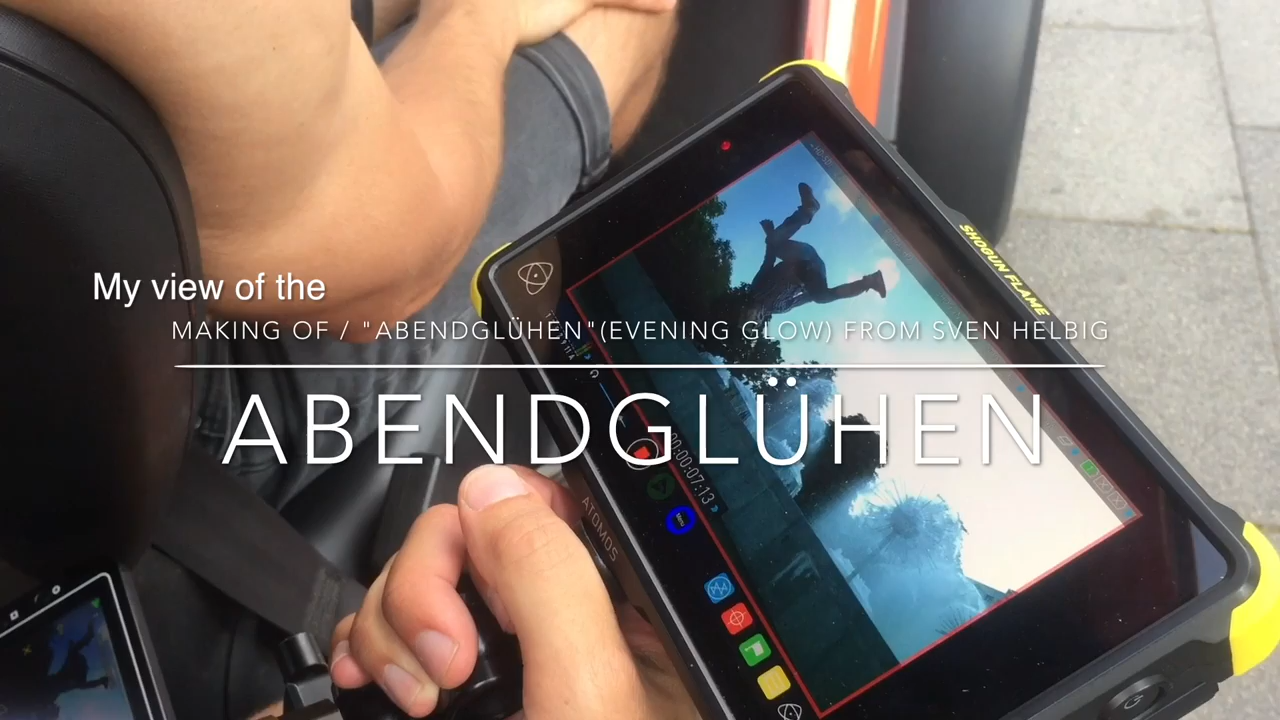 My view of the
MAKING OF / "ABENDGLÜHEN"(EVENING GLOW) FROM SVEN HELBIG
ABENDGLÜHEN
SHOGUN FLAME
00:00:07:13
ATOMOS